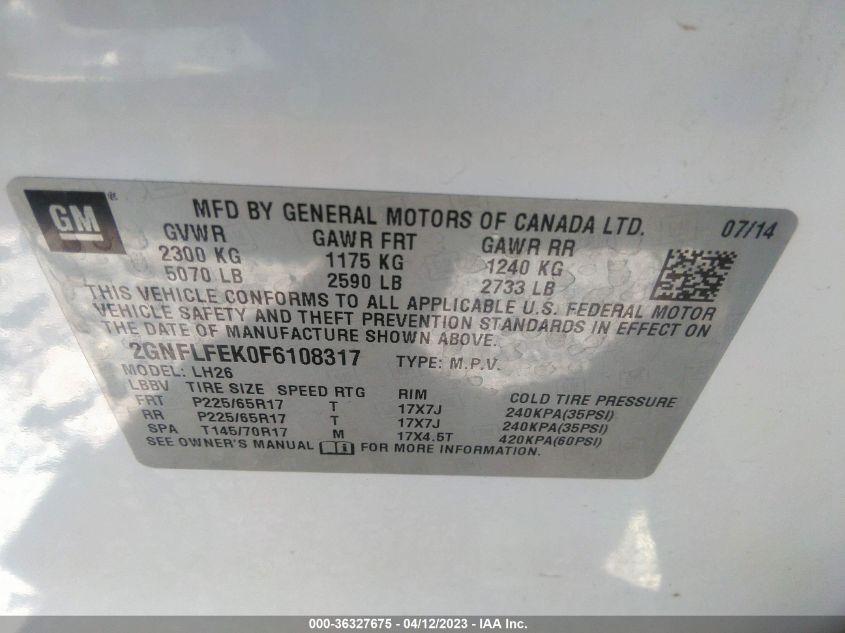 GM®
MFD BY GENERAL MOTORS OF CANADA LTD. 07/14
GVWR GAWR FRT GAWR RR
2300 KG 1175 KG 1240 KG
5070 LB 2590 LB 2733 LB
THIS VEHICLE CONFORMS TO ALL APPLICABLE U.S. FEDERAL MOTOR
VEHICLE SAFETY AND THEFT PREVENTION STANDARDS IN EFFECT ON
THE DATE OF MANUFACTURE SHOWN ABOVE.
2GNFLFEK0F6108317 TYPE: M.P.V.
MODEL: LH26
LBBV TIRE SIZE SPEED RTG RIM COLD TIRE PRESSURE
FRT P225/65R17 T 17X7J 240KPA(35PSI)
RR P225/65R17 T 17X7J 240KPA(35PSI)
SPA T145/70R17 M 17X4.5T 420KPA(60PSI)
SEE OWNER'S MANUAL FOR MORE INFORMATION.
000-36327675 - 04/12/2023 - IAA Inc.